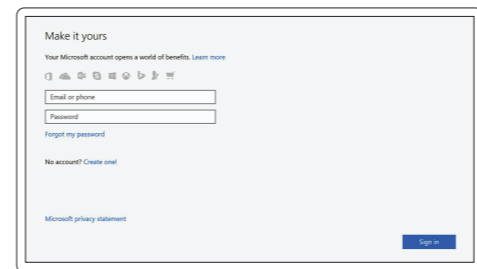 Make it yours
Your Microsoft account opens a world of benefits. Learn more
Email or phone
Password
Forgot my password
No account? Create one!
Microsoft privacy statement
Sign in